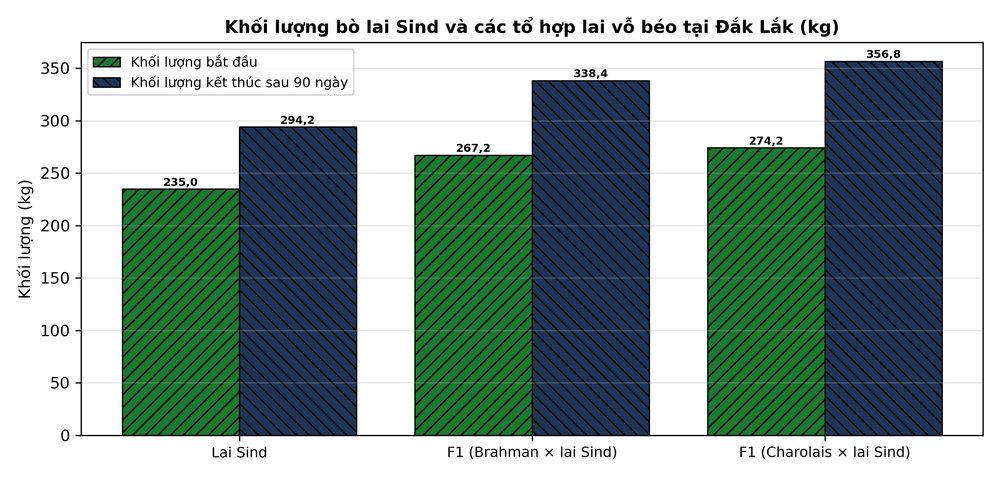 Khối lượng bò lai Sind và các tổ hợp lai vỗ béo tại Đắk Lắk (kg)
Khối lượng bắt đầu
Khối lượng kết thúc sau 90 ngày
Khối lượng (kg)
350
300
250
200
150
100
50
0
235,0
294,2
267,2
338,4
274,2
356,8
Lai Sind
F1 (Brahman × lai Sind)
F1 (Charolais × lai Sind)